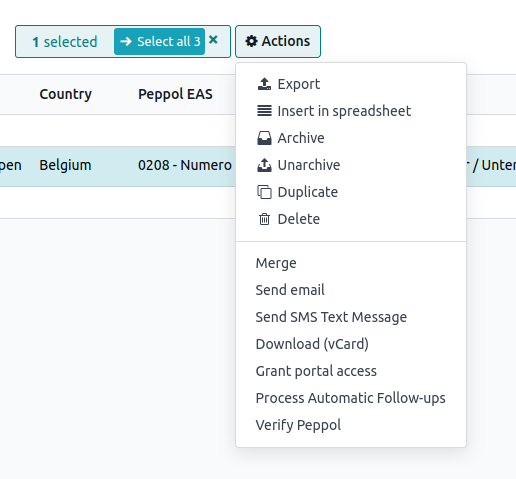 1 selected → Select all 3 × Actions
Country Peppol EAS
Export
Insert in spreadsheet
Archive
pen Belgium 0208 - Numero r / Unter
Unarchive
Duplicate
Delete
Merge
Send email
Send SMS Text Message
Download (vCard)
Grant portal access
Process Automatic Follow-ups
Verify Peppol